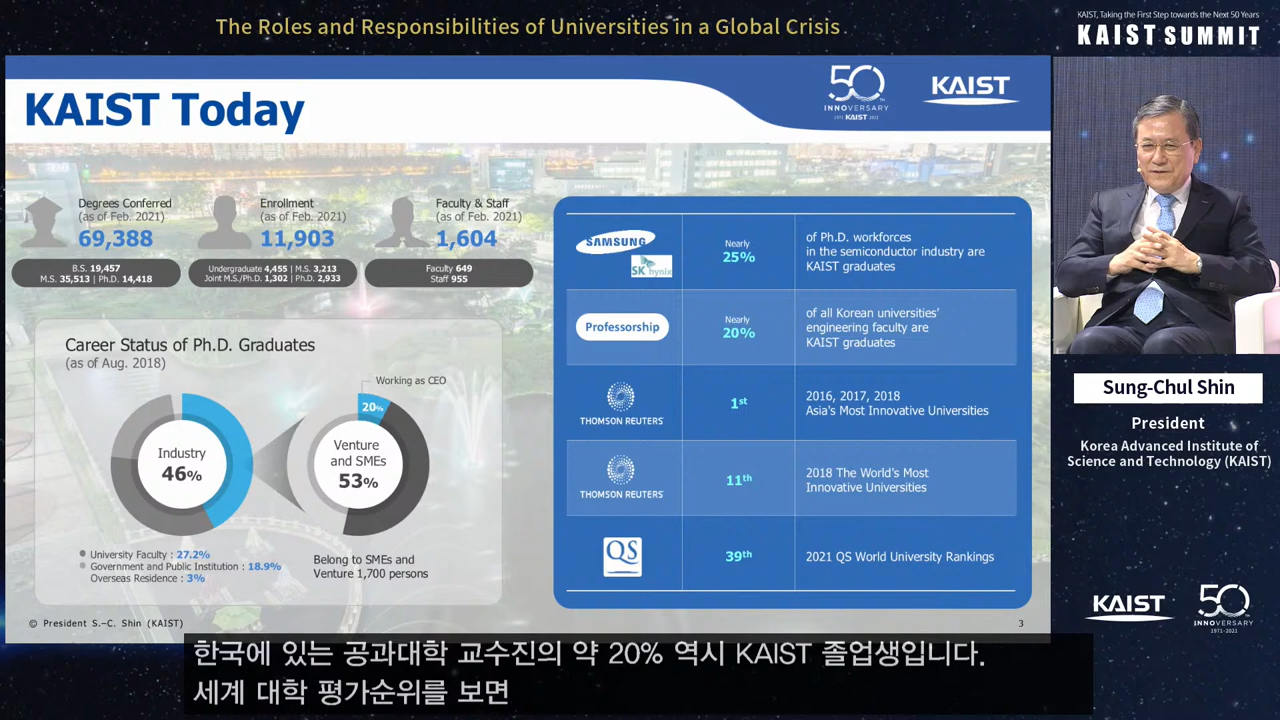 The Roles and Responsibilities of Universities in a Global Crisis
KAIST, Taking the First Step towards the Next 50 Years
KAIST SUMMIT
KAIST Today
50
INNOVERSARY
1971 KAIST 2021
KAIST
Degrees Conferred
(as of Feb. 2021)
69,388
B.S. 19,457
M.S. 35,513 | Ph.D. 14,418
Enrollment
(as of Feb. 2021)
11,903
Undergraduate 4,455 | M.S. 3,213
Joint M.S./Ph.D. 1,302 | Ph.D. 2,933
Faculty & Staff
(as of Feb. 2021)
1,604
Faculty 649
Staff 955
Career Status of Ph.D. Graduates
(as of Aug. 2018)
Working as CEO
20%
Industry
46%
Venture
and SMEs
53%
University Faculty : 27.2%
Government and Public Institution : 18.9%
Overseas Residence : 3%
Belong to SMEs and
Venture 1,700 persons
SAMSUNG
SK hynix
Nearly
25%
of Ph.D. workforces
in the semiconductor industry are
KAIST graduates
Professorship
Nearly
20%
of all Korean universities'
engineering faculty are
KAIST graduates
THOMSON REUTERS
1st
2016, 2017, 2018
Asia's Most Innovative Universities
THOMSON REUTERS
11th
2018 The World's Most
Innovative Universities
QS
39th
2021 QS World University Rankings
© President S.-C. Shin (KAIST)
3
Sung-Chul Shin
President
Korea Advanced Institute of
Science and Technology (KAIST)
KAIST
50
INNOVERSARY
1971-2021
한국에 있는 공과대학 교수진의 약 20% 역시 KAIST 졸업생입니다.
세계 대학 평가순위를 보면